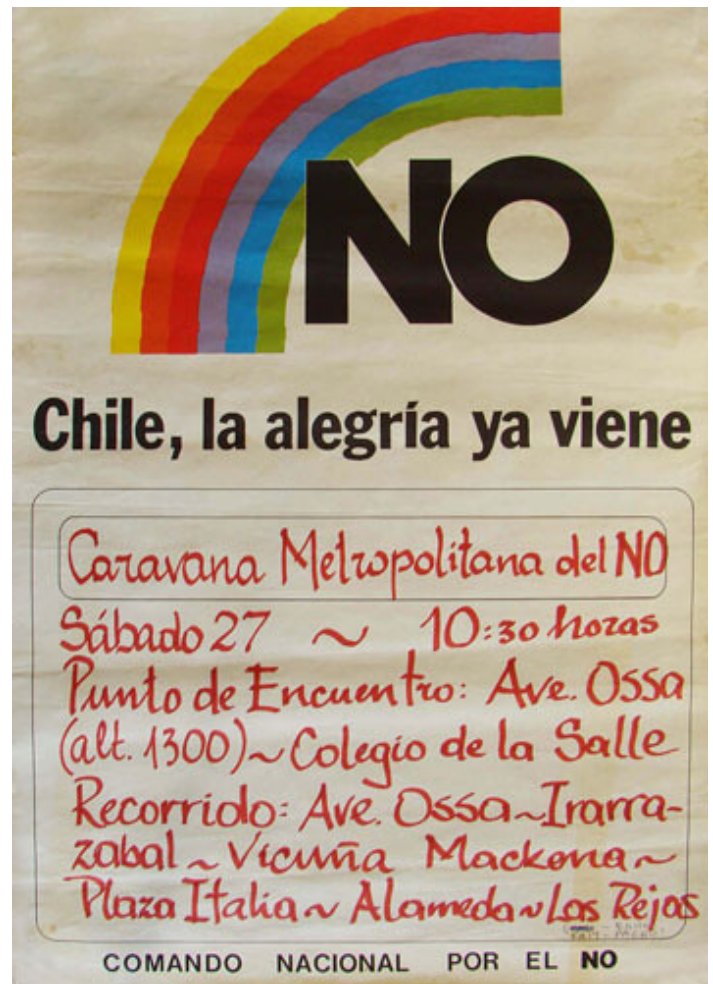 NO
Chile, la alegría ya viene
Caravana Metropolitana del NO
Sábado 27 ~ 10:30 horas
Punto de Encuentro: Ave. Ossa
(alt. 1300) ~ Colegio de la Salle
Recorrido: Ave. Ossa ~ Irarra-
zabal ~ Vicuña Mackena ~
Plaza Italia ~ Alameda ~ Las Rejas
COMANDO NACIONAL POR EL NO